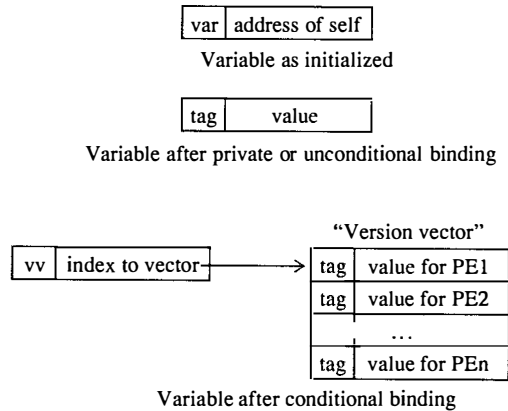 var address of self
Variable as initialized
tag value
Variable after private or unconditional binding
“Version vector”
vv index to vector
tag value for PE1
tag value for PE2
...
tag value for PEn
Variable after conditional binding